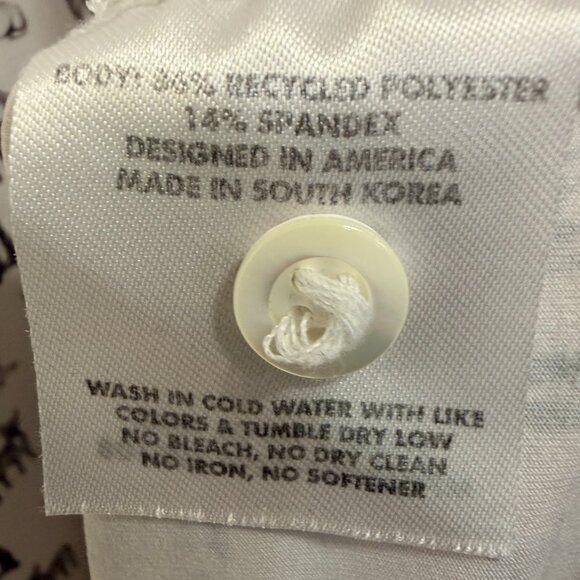 BODY: 86% RECYCLED POLYESTER
14% SPANDEX
DESIGNED IN AMERICA
MADE IN SOUTH KOREA
WASH IN COLD WATER WITH LIKE
COLORS & TUMBLE DRY LOW
NO BLEACH, NO DRY CLEAN
NO IRON, NO SOFTENER